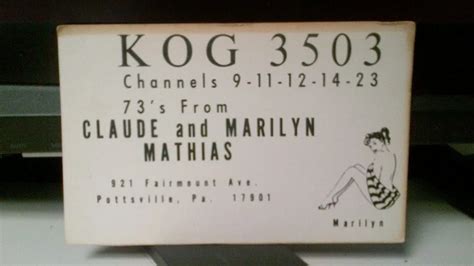 KOG 3503
Channels 9-11-12-14-23
73's From
CLAUDE and MARILYN
MATHIAS
921 Fairmount Ave.
Pottsville, Pa. 17901
Marilyn